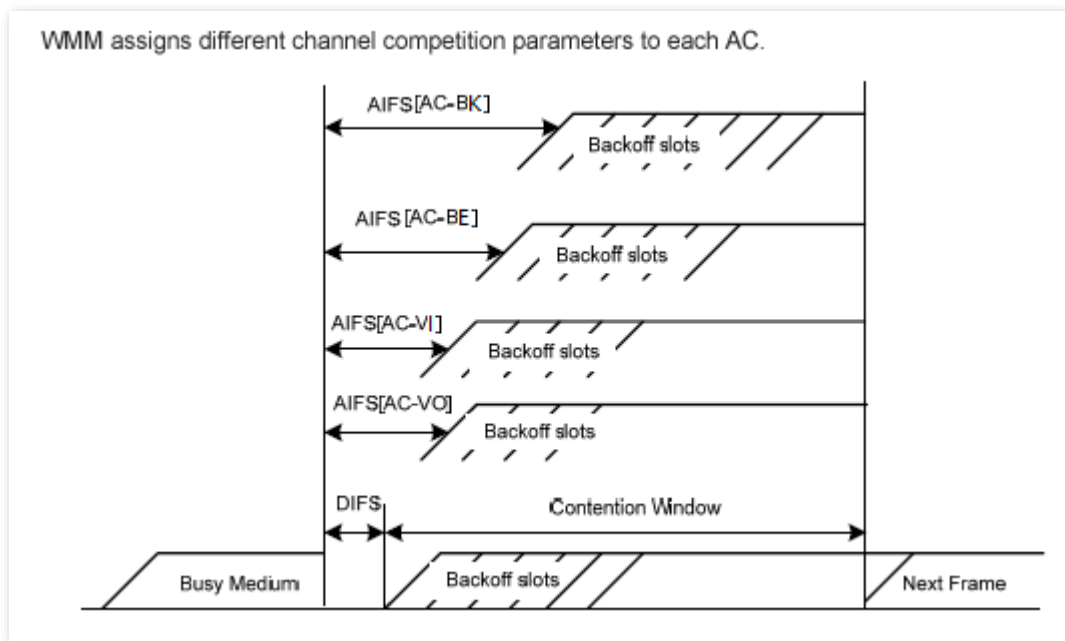 WMM assigns different channel competition parameters to each AC.
AIFS[AC-BK]
Backoff slots
AIFS [AC-BE]
Backoff slots
AIFS[AC-VI]
Backoff slots
AIFS[AC-VO]
Backoff slots
DIFS
Contention Window
Busy Medium
Backoff slots
Next Frame